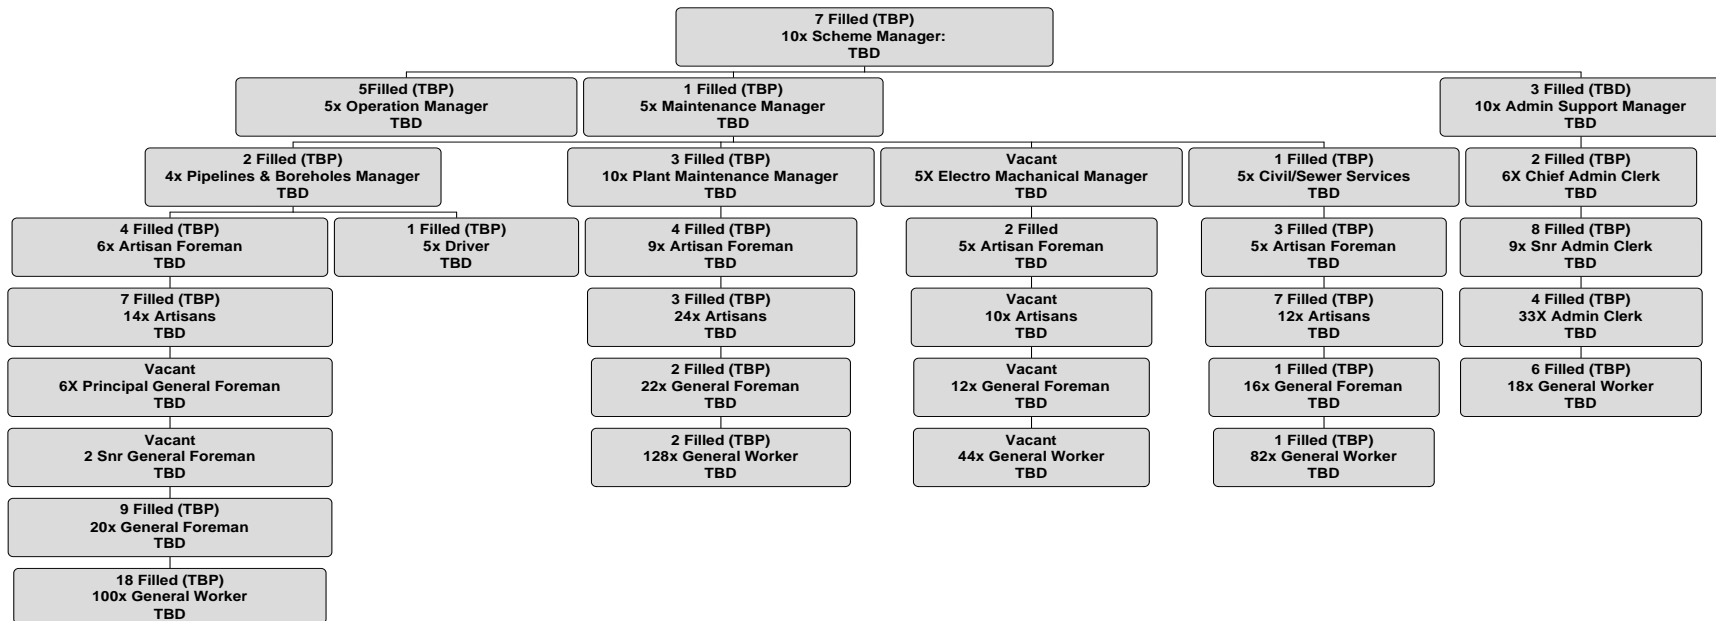 7 Filled (TBP)
10x Scheme Manager:
TBD
5Filled (TBP)
5x Operation Manager
TBD
1 Filled (TBP)
5x Maintenance Manager
TBD
3 Filled (TBD)
10x Admin Support Manager
TBD
2 Filled (TBP)
4x Pipelines & Boreholes Manager
TBD
3 Filled (TBP)
10x Plant Maintenance Manager
TBD
Vacant
5X Electro Machanical Manager
TBD
1 Filled (TBP)
5x Civil/Sewer Services
TBD
2 Filled (TBP)
6X Chief Admin Clerk
TBD
4 Filled (TBP)
6x Artisan Foreman
TBD
1 Filled (TBP)
5x Driver
TBD
4 Filled (TBP)
9x Artisan Foreman
TBD
2 Filled
5x Artisan Foreman
TBD
3 Filled (TBP)
5x Artisan Foreman
TBD
8 Filled (TBP)
9x Snr Admin Clerk
TBD
7 Filled (TBP)
14x Artisans
TBD
3 Filled (TBP)
24x Artisans
TBD
Vacant
10x Artisans
TBD
7 Filled (TBP)
12x Artisans
TBD
4 Filled (TBP)
33X Admin Clerk
TBD
Vacant
6X Principal General Foreman
TBD
2 Filled (TBP)
22x General Foreman
TBD
Vacant
12x General Foreman
TBD
1 Filled (TBP)
16x General Foreman
TBD
6 Filled (TBP)
18x General Worker
TBD
Vacant
2 Snr General Foreman
TBD
2 Filled (TBP)
128x General Worker
TBD
Vacant
44x General Worker
TBD
1 Filled (TBP)
82x General Worker
TBD
9 Filled (TBP)
20x General Foreman
TBD
18 Filled (TBP)
100x General Worker
TBD